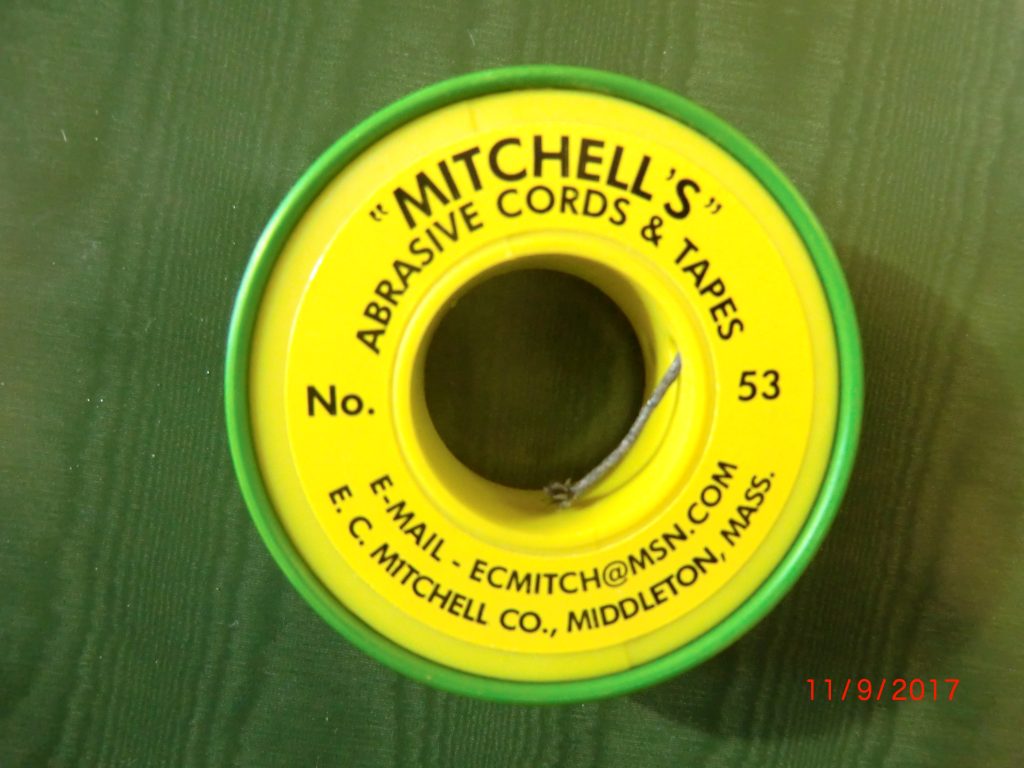 "MITCHELL'S"
ABRASIVE CORDS & TAPES
No. 53
E-MAIL - ECMITCH@MSN.COM
E. C. MITCHELL CO., MIDDLETON, MASS.
11/9/2017